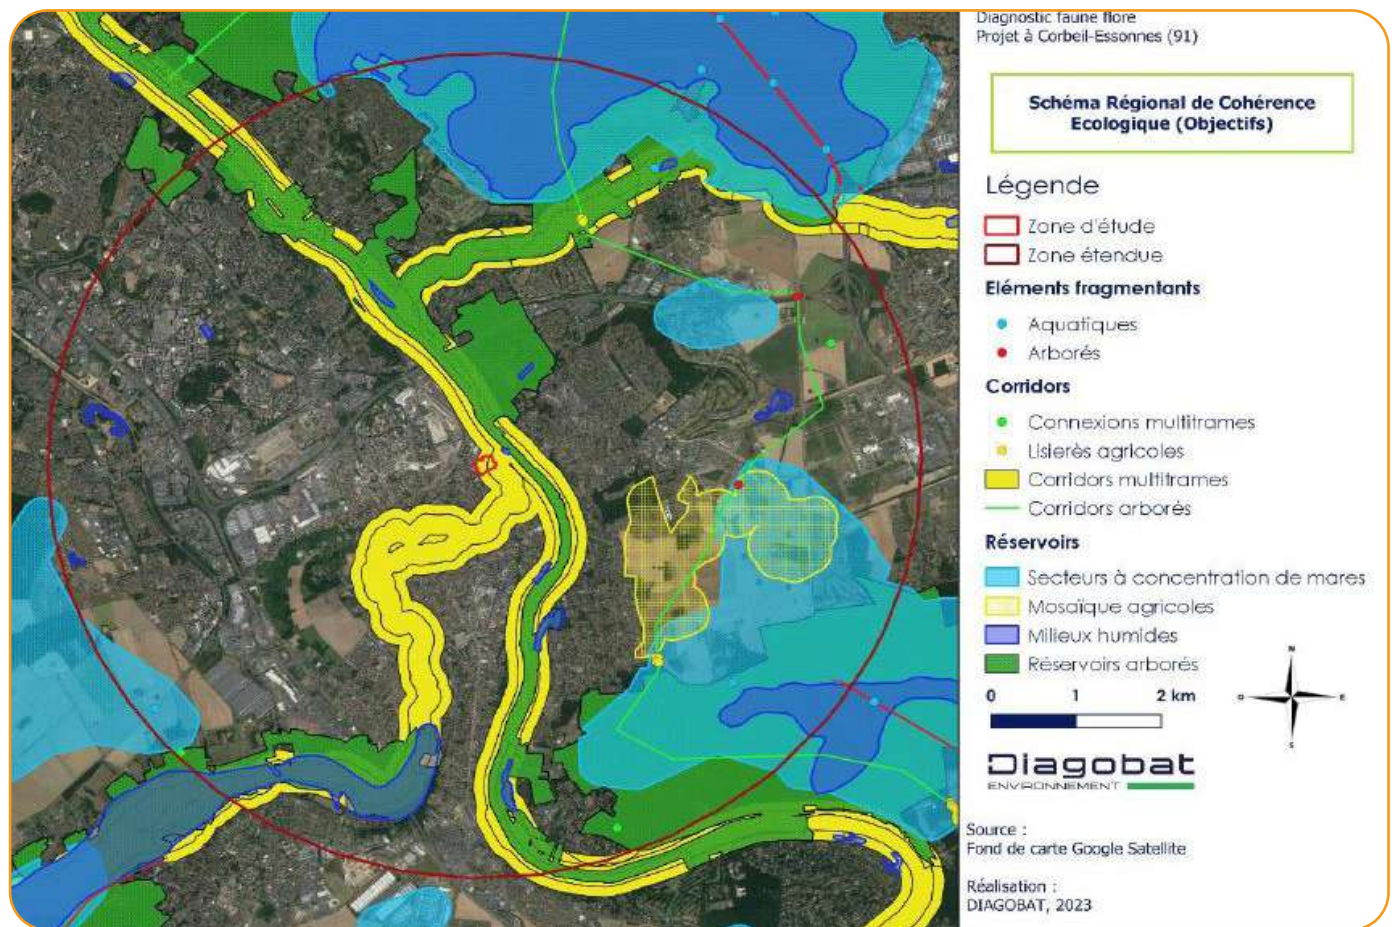 Diagnostic faune flore
Projet à Corbeil-Essonnes (91)
Schéma Régional de Cohérence
Ecologique (Objectifs)
Légende
Zone d'étude
Zone étendue
Eléments fragmentants
Aquatiques
Arborés
Corridors
Connexions multitrames
Lisierès agricoles
Corridors multitrames
Corridors arborés
Réservoirs
Secteurs à concentration de mares
Mosaïque agricoles
Milieux humides
Réservoirs arborés
0 1 2 km
N
O E
S
Diagobat
ENVIRONNEMENT
Source :
Fond de carte Google Satellite
Réalisation :
DIAGOBAT, 2023